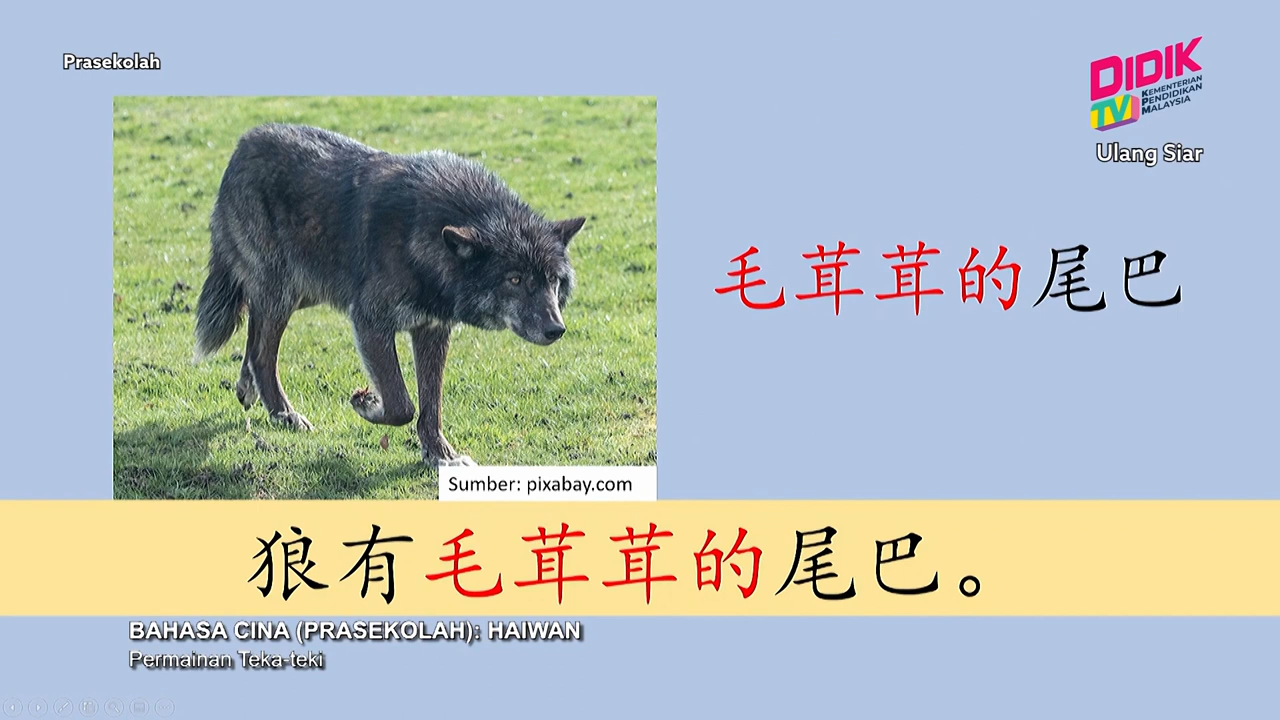 Prasekolah
DIDIK
TV
KEMENTERIAN
PENDIDIKAN
MALAYSIA
Ulang Siar
毛茸茸的尾巴
Sumber: pixabay.com
狼有毛茸茸的尾巴。
BAHASA CINA (PRASEKOLAH): HAIWAN
Permainan Teka-teki